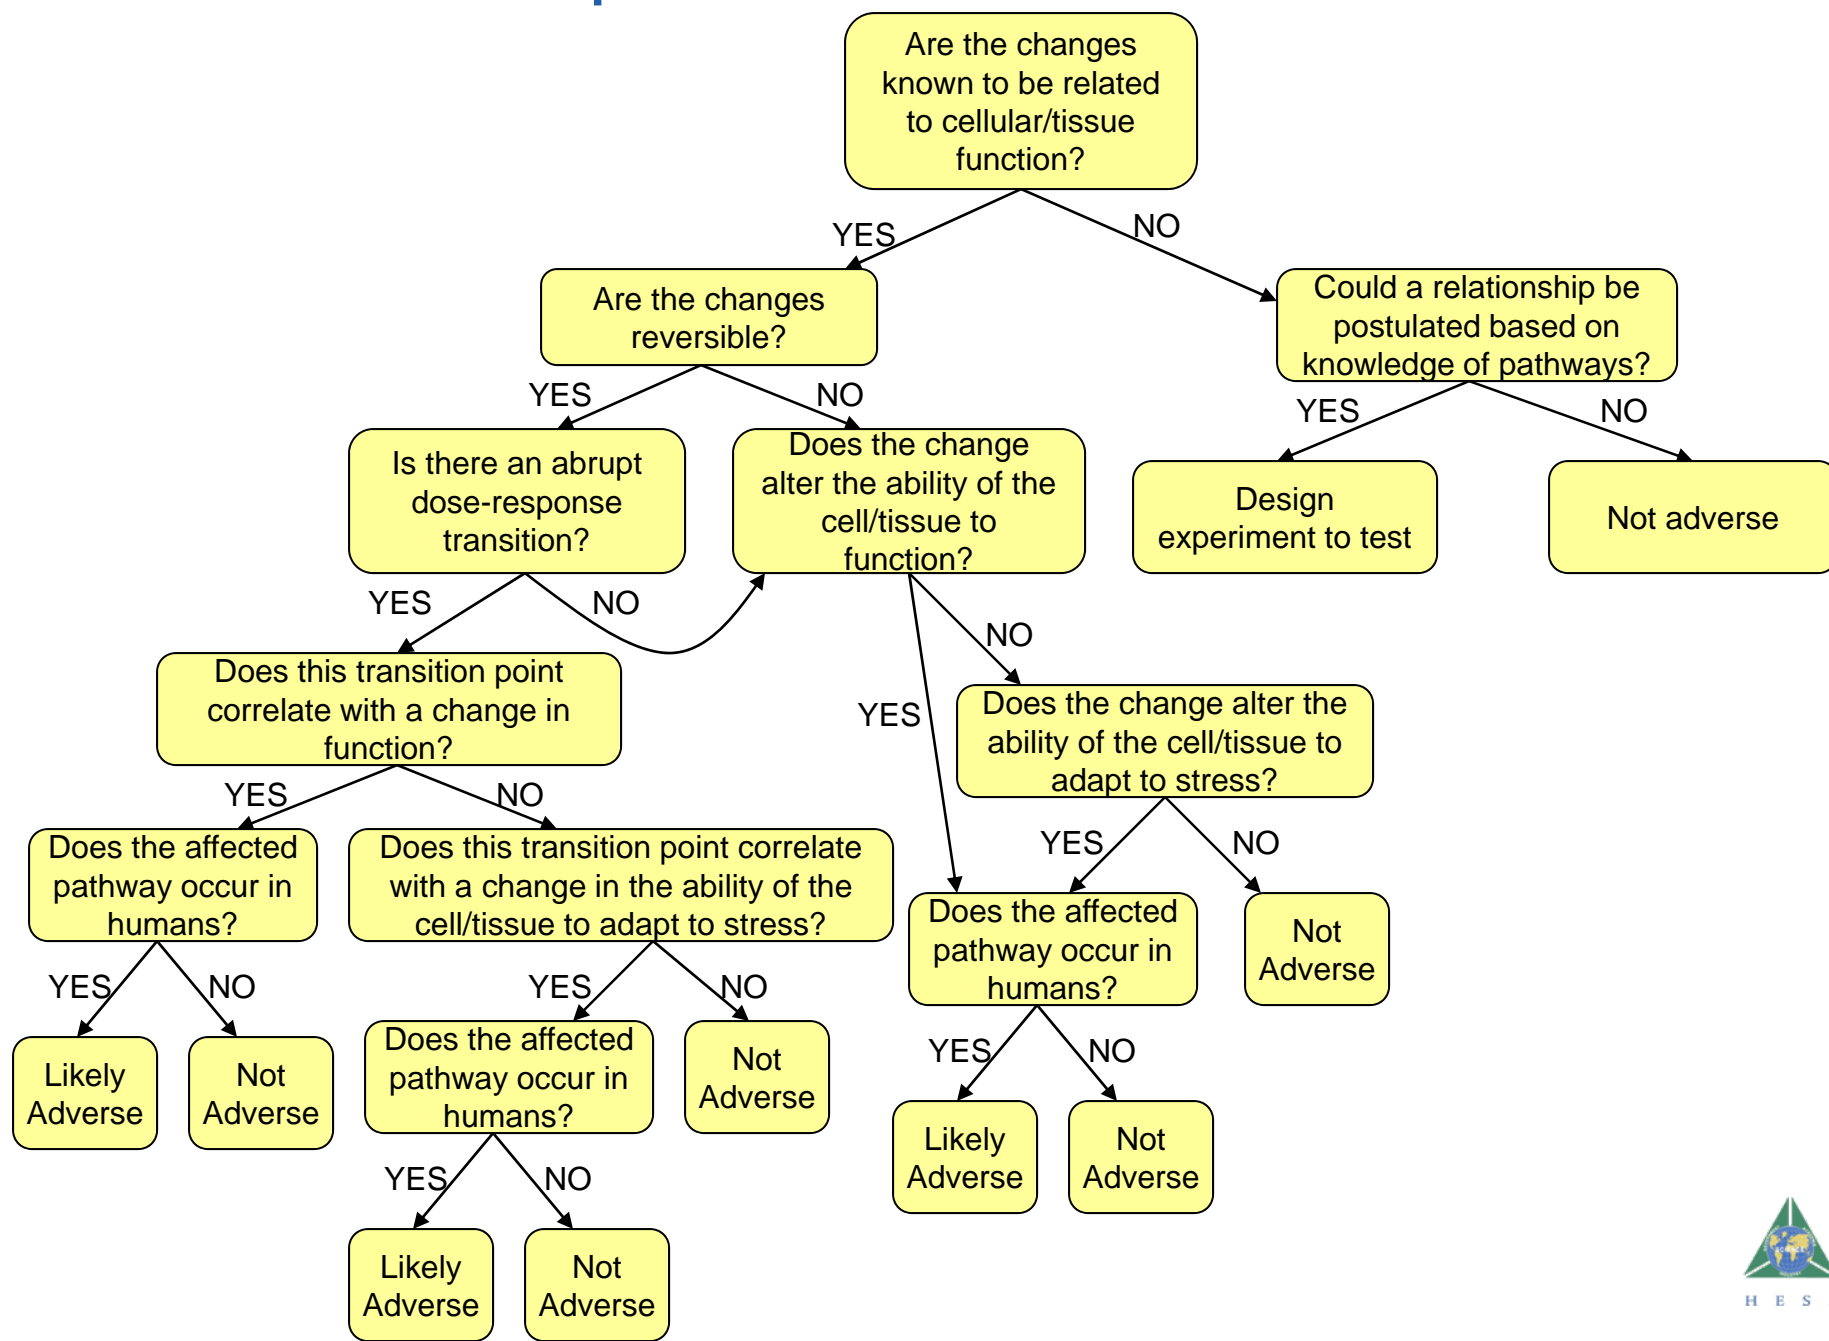 Are the changes
known to be related
to cellular/tissue
function?
YES
NO
Are the changes
reversible?
Could a relationship be
postulated based on
knowledge of pathways?
YES
NO
YES
NO
Is there an abrupt
dose-response
transition?
Does the change
alter the ability of the
cell/tissue to
function?
Design
experiment to test
Not adverse
YES
NO
NO
YES
Does this transition point
correlate with a change in
function?
Does the change alter the
ability of the cell/tissue to
adapt to stress?
YES
NO
YES
NO
Does the affected
pathway occur in
humans?
Does this transition point correlate
with a change in the ability of the
cell/tissue to adapt to stress?
Does the affected
pathway occur in
humans?
Not
Adverse
YES
NO
YES
NO
Likely
Adverse
Not
Adverse
Does the affected
pathway occur in
humans?
Not
Adverse
YES
NO
Likely
Adverse
Not
Adverse
YES
NO
Likely
Adverse
Not
Adverse
H E S